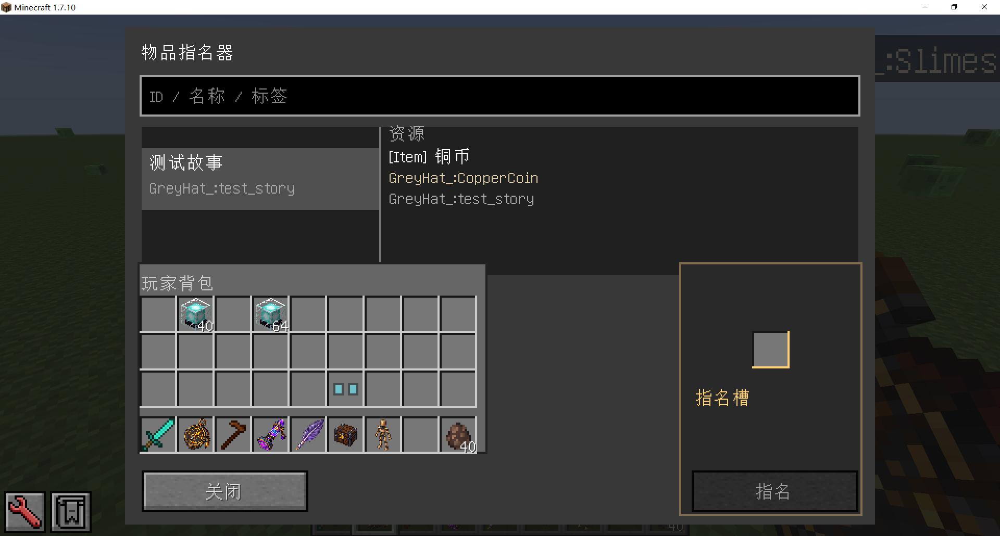 Minecraft 1.7.10
物品指名器
_:Slimes
ID / 名称 / 标签
测试故事
GreyHat_:test_story
资源
[Item] 铜币
GreyHat_:CopperCoin
GreyHat_:test_story
玩家背包
40
64
40
指名槽
关闭
指名
40